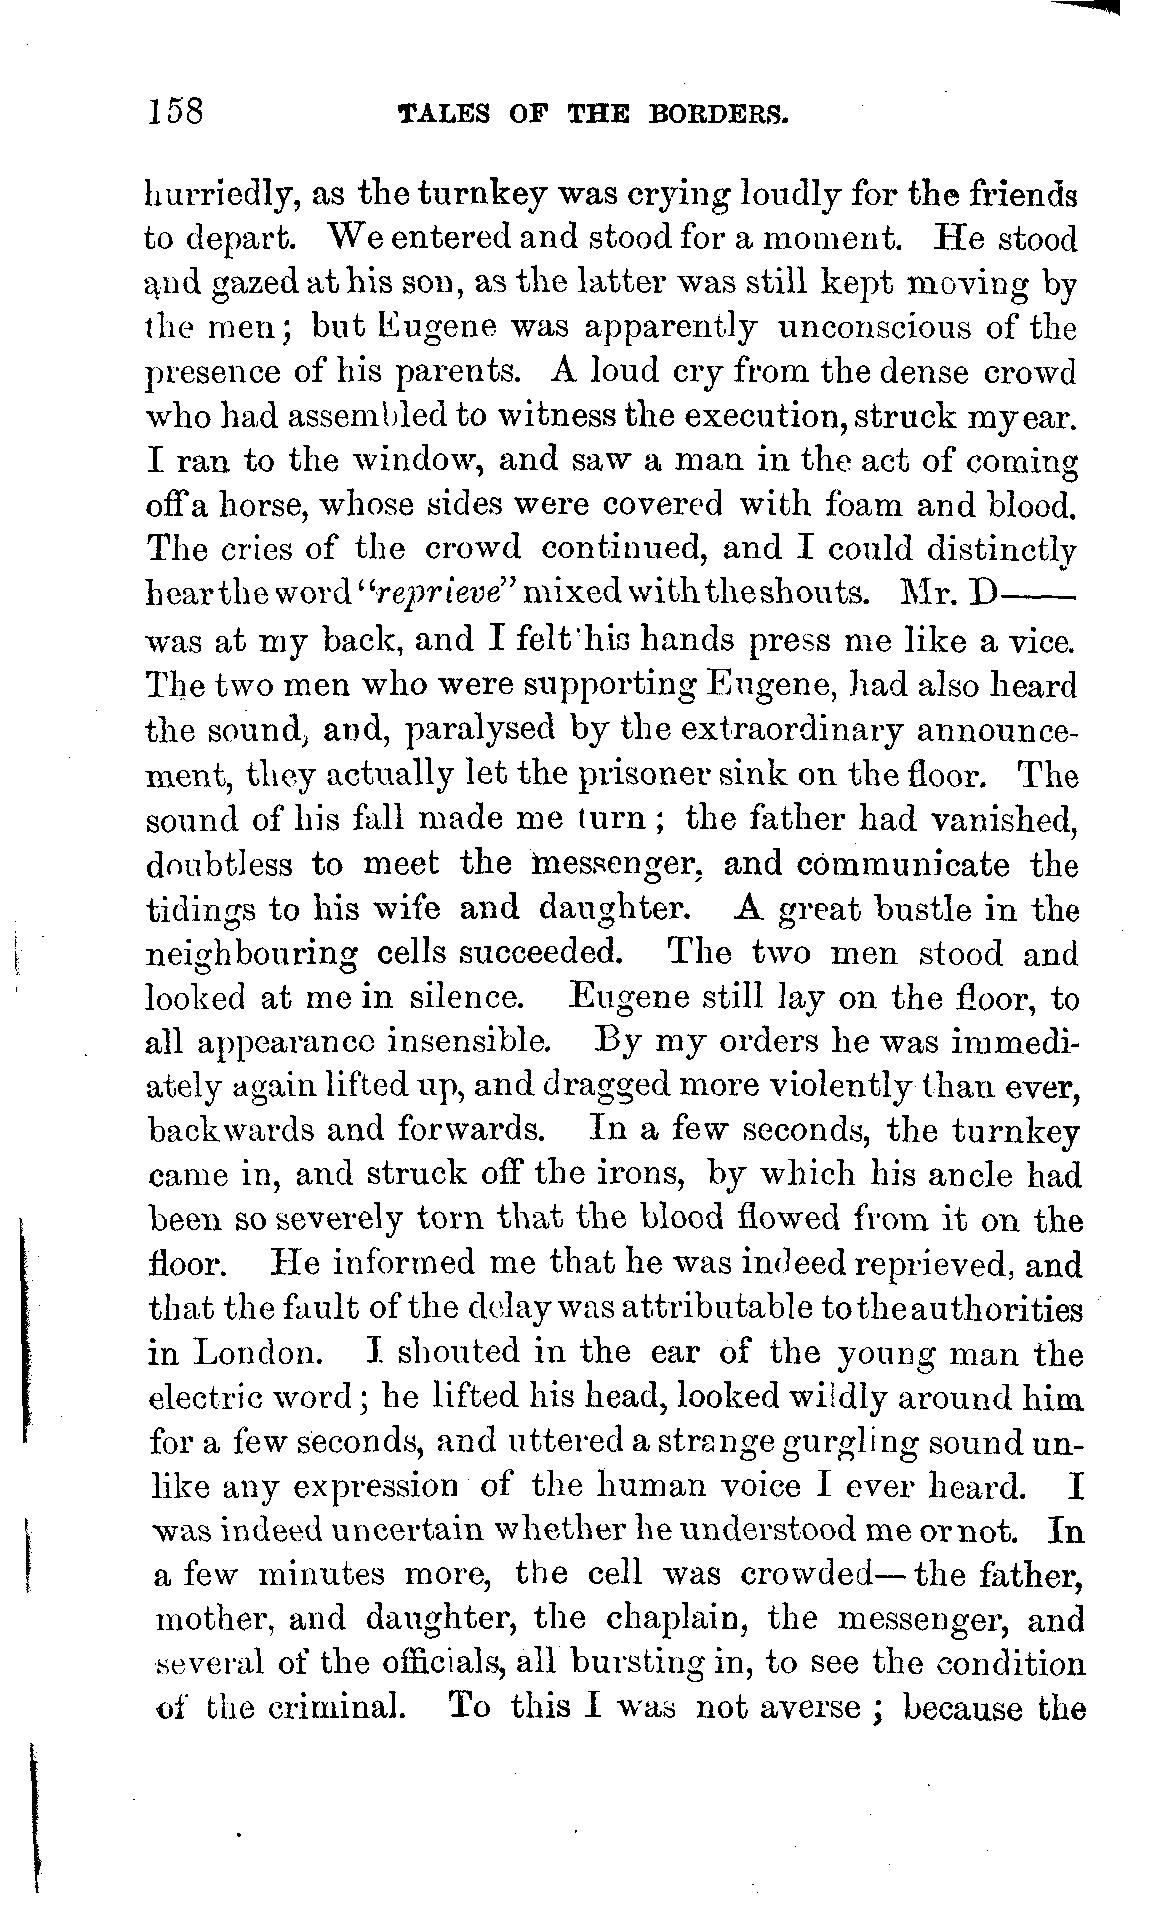 158 TALES OF THE BORDERS.
hurriedly, as the turnkey was crying loudly for the friends
to depart. We entered and stood for a moment. He stood
and gazed at his son, as the latter was still kept moving by
the men; but Eugene was apparently unconscious of the
presence of his parents. A loud cry from the dense crowd
who had assembled to witness the execution, struck my ear.
I ran to the window, and saw a man in the act of coming
off a horse, whose sides were covered with foam and blood.
The cries of the crowd continued, and I could distinctly
hear the word "reprieve" mixed with the shouts. Mr. D——
was at my back, and I felt his hands press me like a vice.
The two men who were supporting Eugene, had also heard
the sound, and, paralysed by the extraordinary announce-
ment, they actually let the prisoner sink on the floor. The
sound of his fall made me turn; the father had vanished,
doubtless to meet the messenger, and communicate the
tidings to his wife and daughter. A great bustle in the
neighbouring cells succeeded. The two men stood and
looked at me in silence. Eugene still lay on the floor, to
all appearance insensible. By my orders he was immedi-
ately again lifted up, and dragged more violently than ever,
backwards and forwards. In a few seconds, the turnkey
came in, and struck off the irons, by which his ancle had
been so severely torn that the blood flowed from it on the
floor. He informed me that he was indeed reprieved, and
that the fault of the delay was attributable to the authorities
in London. I shouted in the ear of the young man the
electric word; he lifted his head, looked wildly around him
for a few seconds, and uttered a strange gurgling sound un-
like any expression of the human voice I ever heard. I
was indeed uncertain whether he understood me or not. In
a few minutes more, the cell was crowded—the father,
mother, and daughter, the chaplain, the messenger, and
several of the officials, all bursting in, to see the condition
of the criminal. To this I was not averse; because the